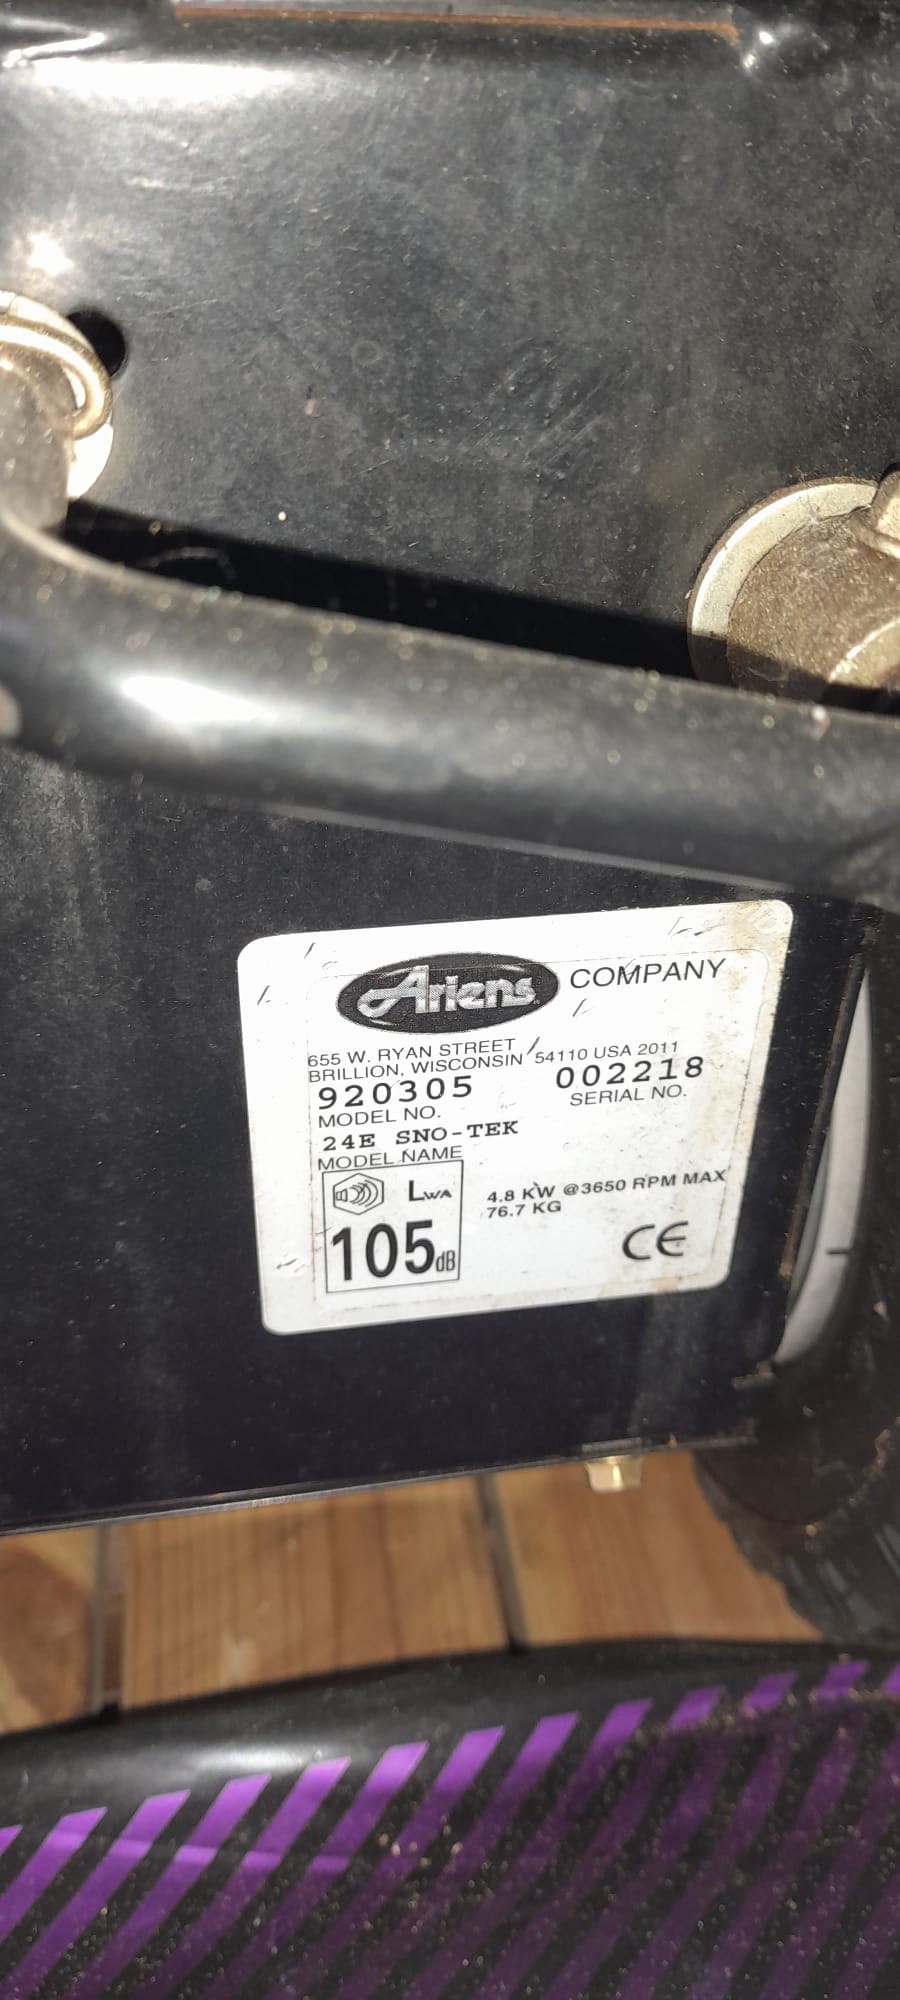 Ariens COMPANY
655 W. RYAN STREET
BRILLION, WISCONSIN 54110 USA 2011
920305 002218
MODEL NO. SERIAL NO.
24E SNO-TEK
MODEL NAME
LWA
105dB
4.8 KW @3650 RPM MAX
76.7 KG
CE